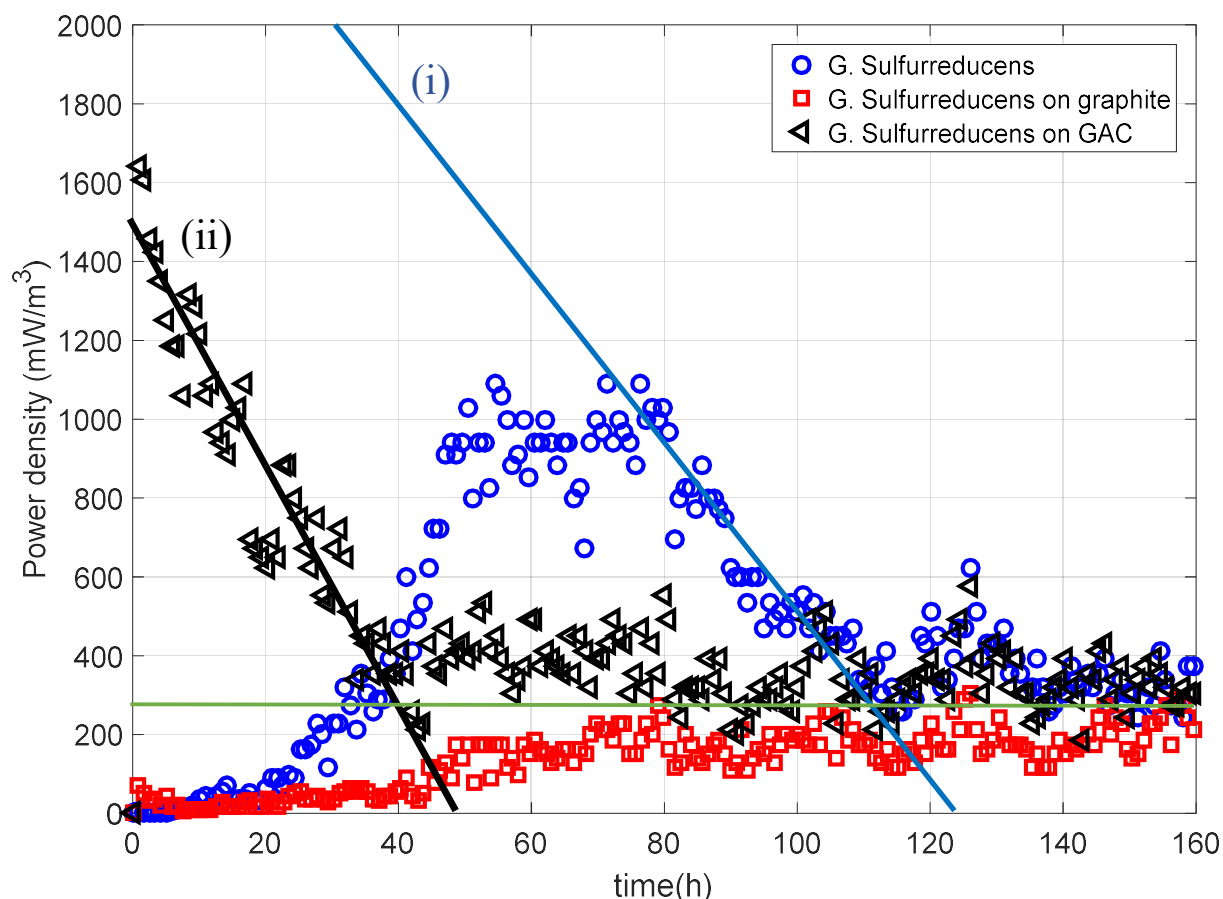 2000
1800
1600
1400
1200
1000
800
600
400
200
0
Power density (mW/m³)
(i)
(ii)
G. Sulfurreducens
G. Sulfurreducens on graphite
G. Sulfurreducens on GAC
0 20 40 60 80 100 120 140 160
time(h)